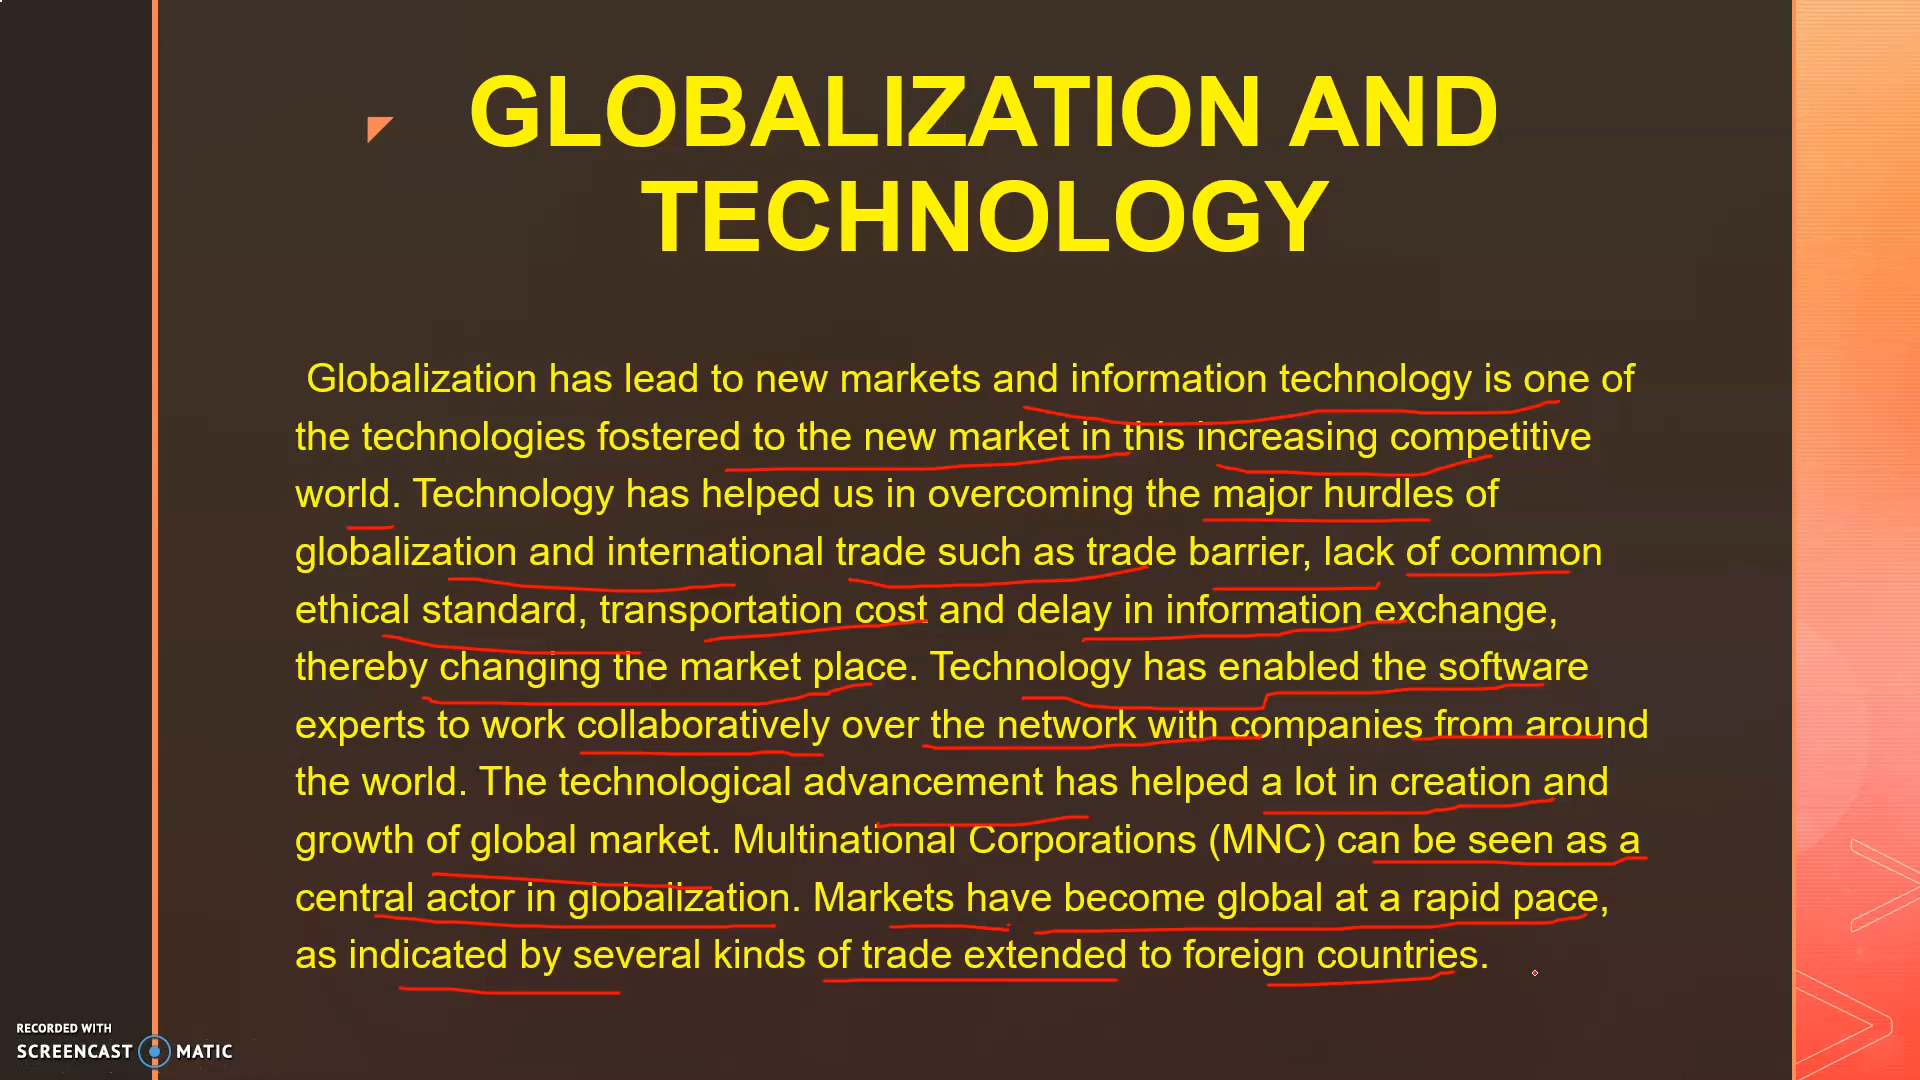 GLOBALIZATION AND
TECHNOLOGY
Globalization has lead to new markets and information technology is one of
the technologies fostered to the new market in this increasing competitive
world. Technology has helped us in overcoming the major hurdles of
globalization and international trade such as trade barrier, lack of common
ethical standard, transportation cost and delay in information exchange,
thereby changing the market place. Technology has enabled the software
experts to work collaboratively over the network with companies from around
the world. The technological advancement has helped a lot in creation and
growth of global market. Multinational Corporations (MNC) can be seen as a
central actor in globalization. Markets have become global at a rapid pace,
as indicated by several kinds of trade extended to foreign countries.
RECORDED WITH
SCREENCAST MATIC